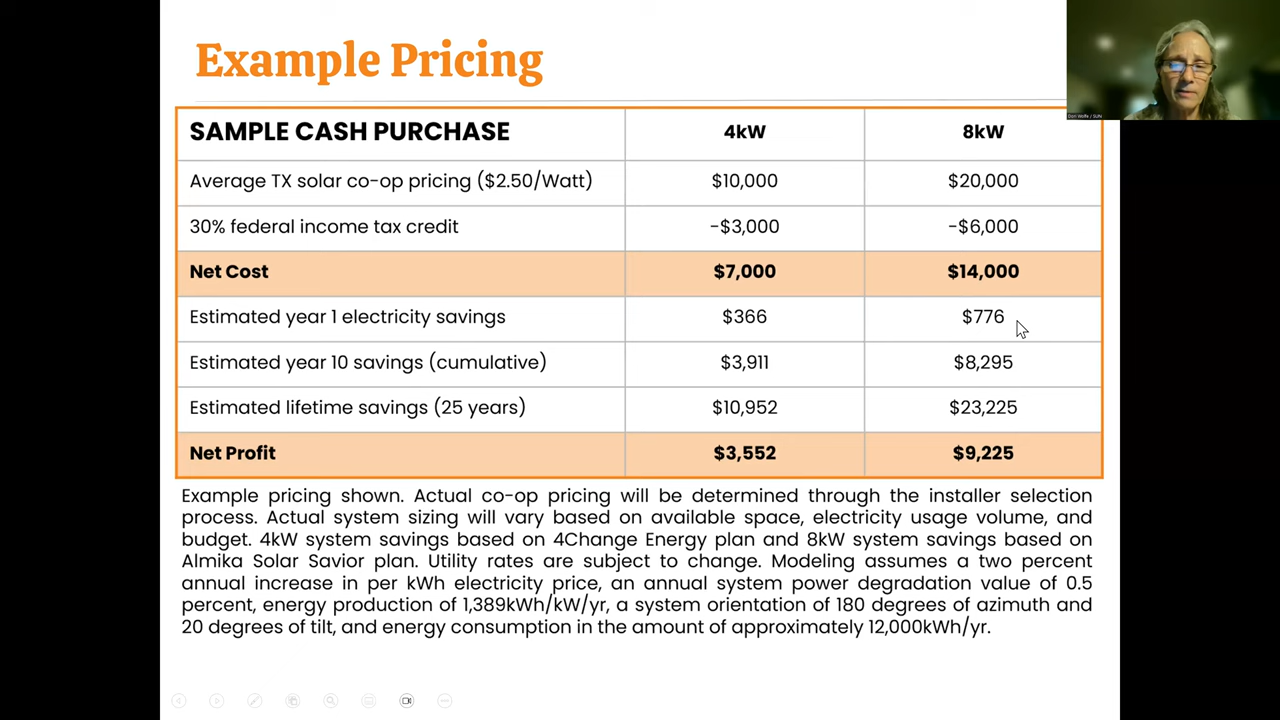 Example Pricing
SAMPLE CASH PURCHASE 4kW 8kW
Average TX solar co-op pricing ($2.50/Watt) $10,000 $20,000
30% federal income tax credit -$3,000 -$6,000
Net Cost $7,000 $14,000
Estimated year 1 electricity savings $366 $776
Estimated year 10 savings (cumulative) $3,911 $8,295
Estimated lifetime savings (25 years) $10,952 $23,225
Net Profit $3,552 $9,225
Example pricing shown. Actual co-op pricing will be determined through the installer selection
process. Actual system sizing will vary based on available space, electricity usage volume, and
budget. 4kW system savings based on 4Change Energy plan and 8kW system savings based on
Almika Solar Savior plan. Utility rates are subject to change. Modeling assumes a two percent
annual increase in per kWh electricity price, an annual system power degradation value of 0.5
percent, energy production of 1,389kWh/kW/yr, a system orientation of 180 degrees of azimuth and
20 degrees of tilt, and energy consumption in the amount of approximately 12,000kWh/yr.